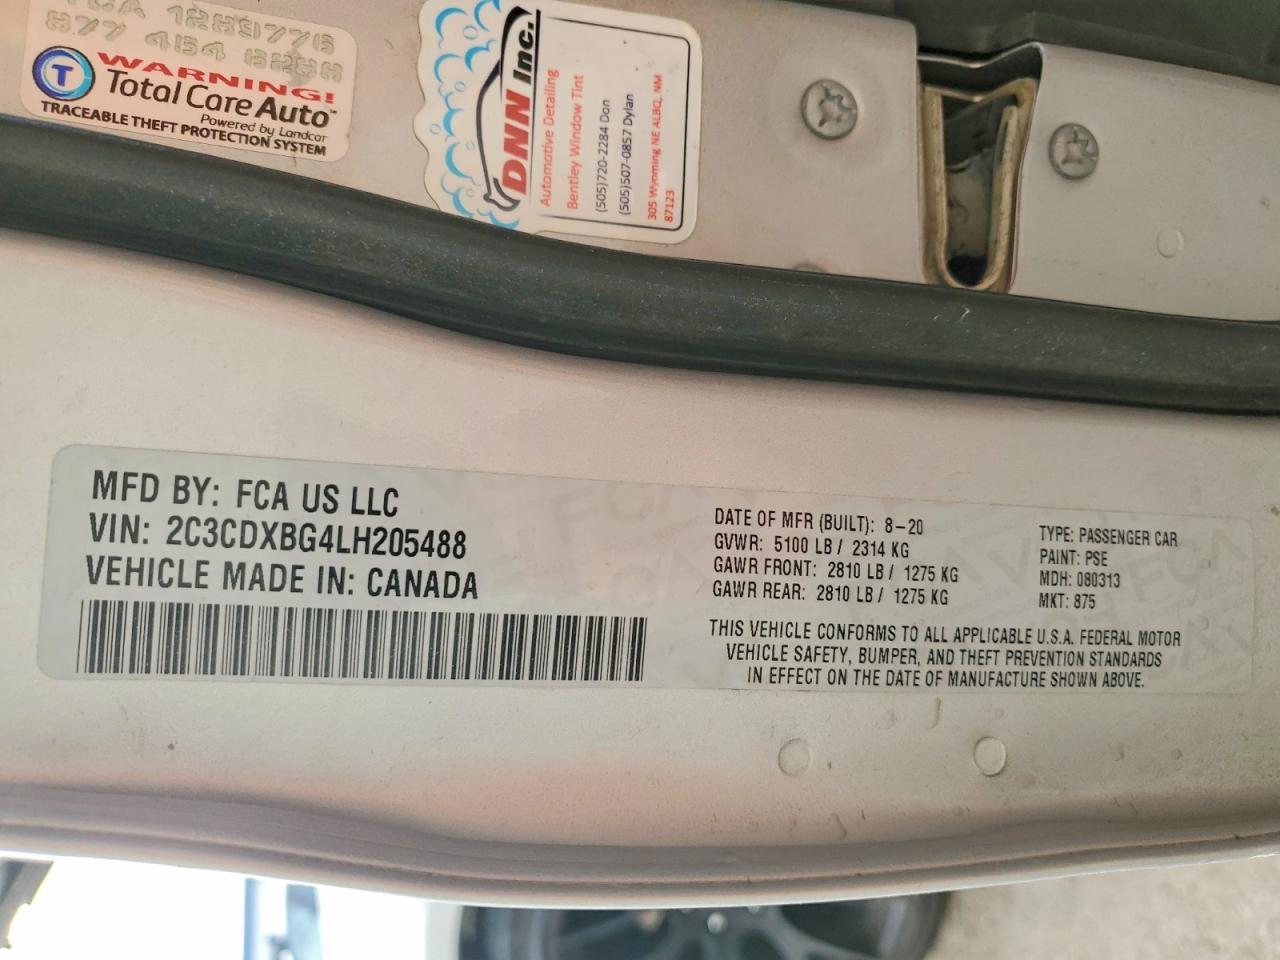 877 454
WARNING!
Total Care Auto™
Powered by Landcar
TRACEABLE THEFT PROTECTION SYSTEM
DNN Inc.
Automotive Detailing
Bentley Window Tint
(505)720-2284 Don
(505)507-0857 Dylan
305 Wyoming NE ALBQ, NM
87123
MFD BY: FCA US LLC
VIN: 2C3CDXBG4LH205488
VEHICLE MADE IN: CANADA
DATE OF MFR (BUILT): 8-20
GVWR: 5100 LB / 2314 KG
GAWR FRONT: 2810 LB / 1275 KG
GAWR REAR: 2810 LB / 1275 KG
TYPE: PASSENGER CAR
PAINT: PSE
MDH: 080313
MKT: 875
THIS VEHICLE CONFORMS TO ALL APPLICABLE U.S.A. FEDERAL MOTOR
VEHICLE SAFETY, BUMPER, AND THEFT PREVENTION STANDARDS
IN EFFECT ON THE DATE OF MANUFACTURE SHOWN ABOVE.